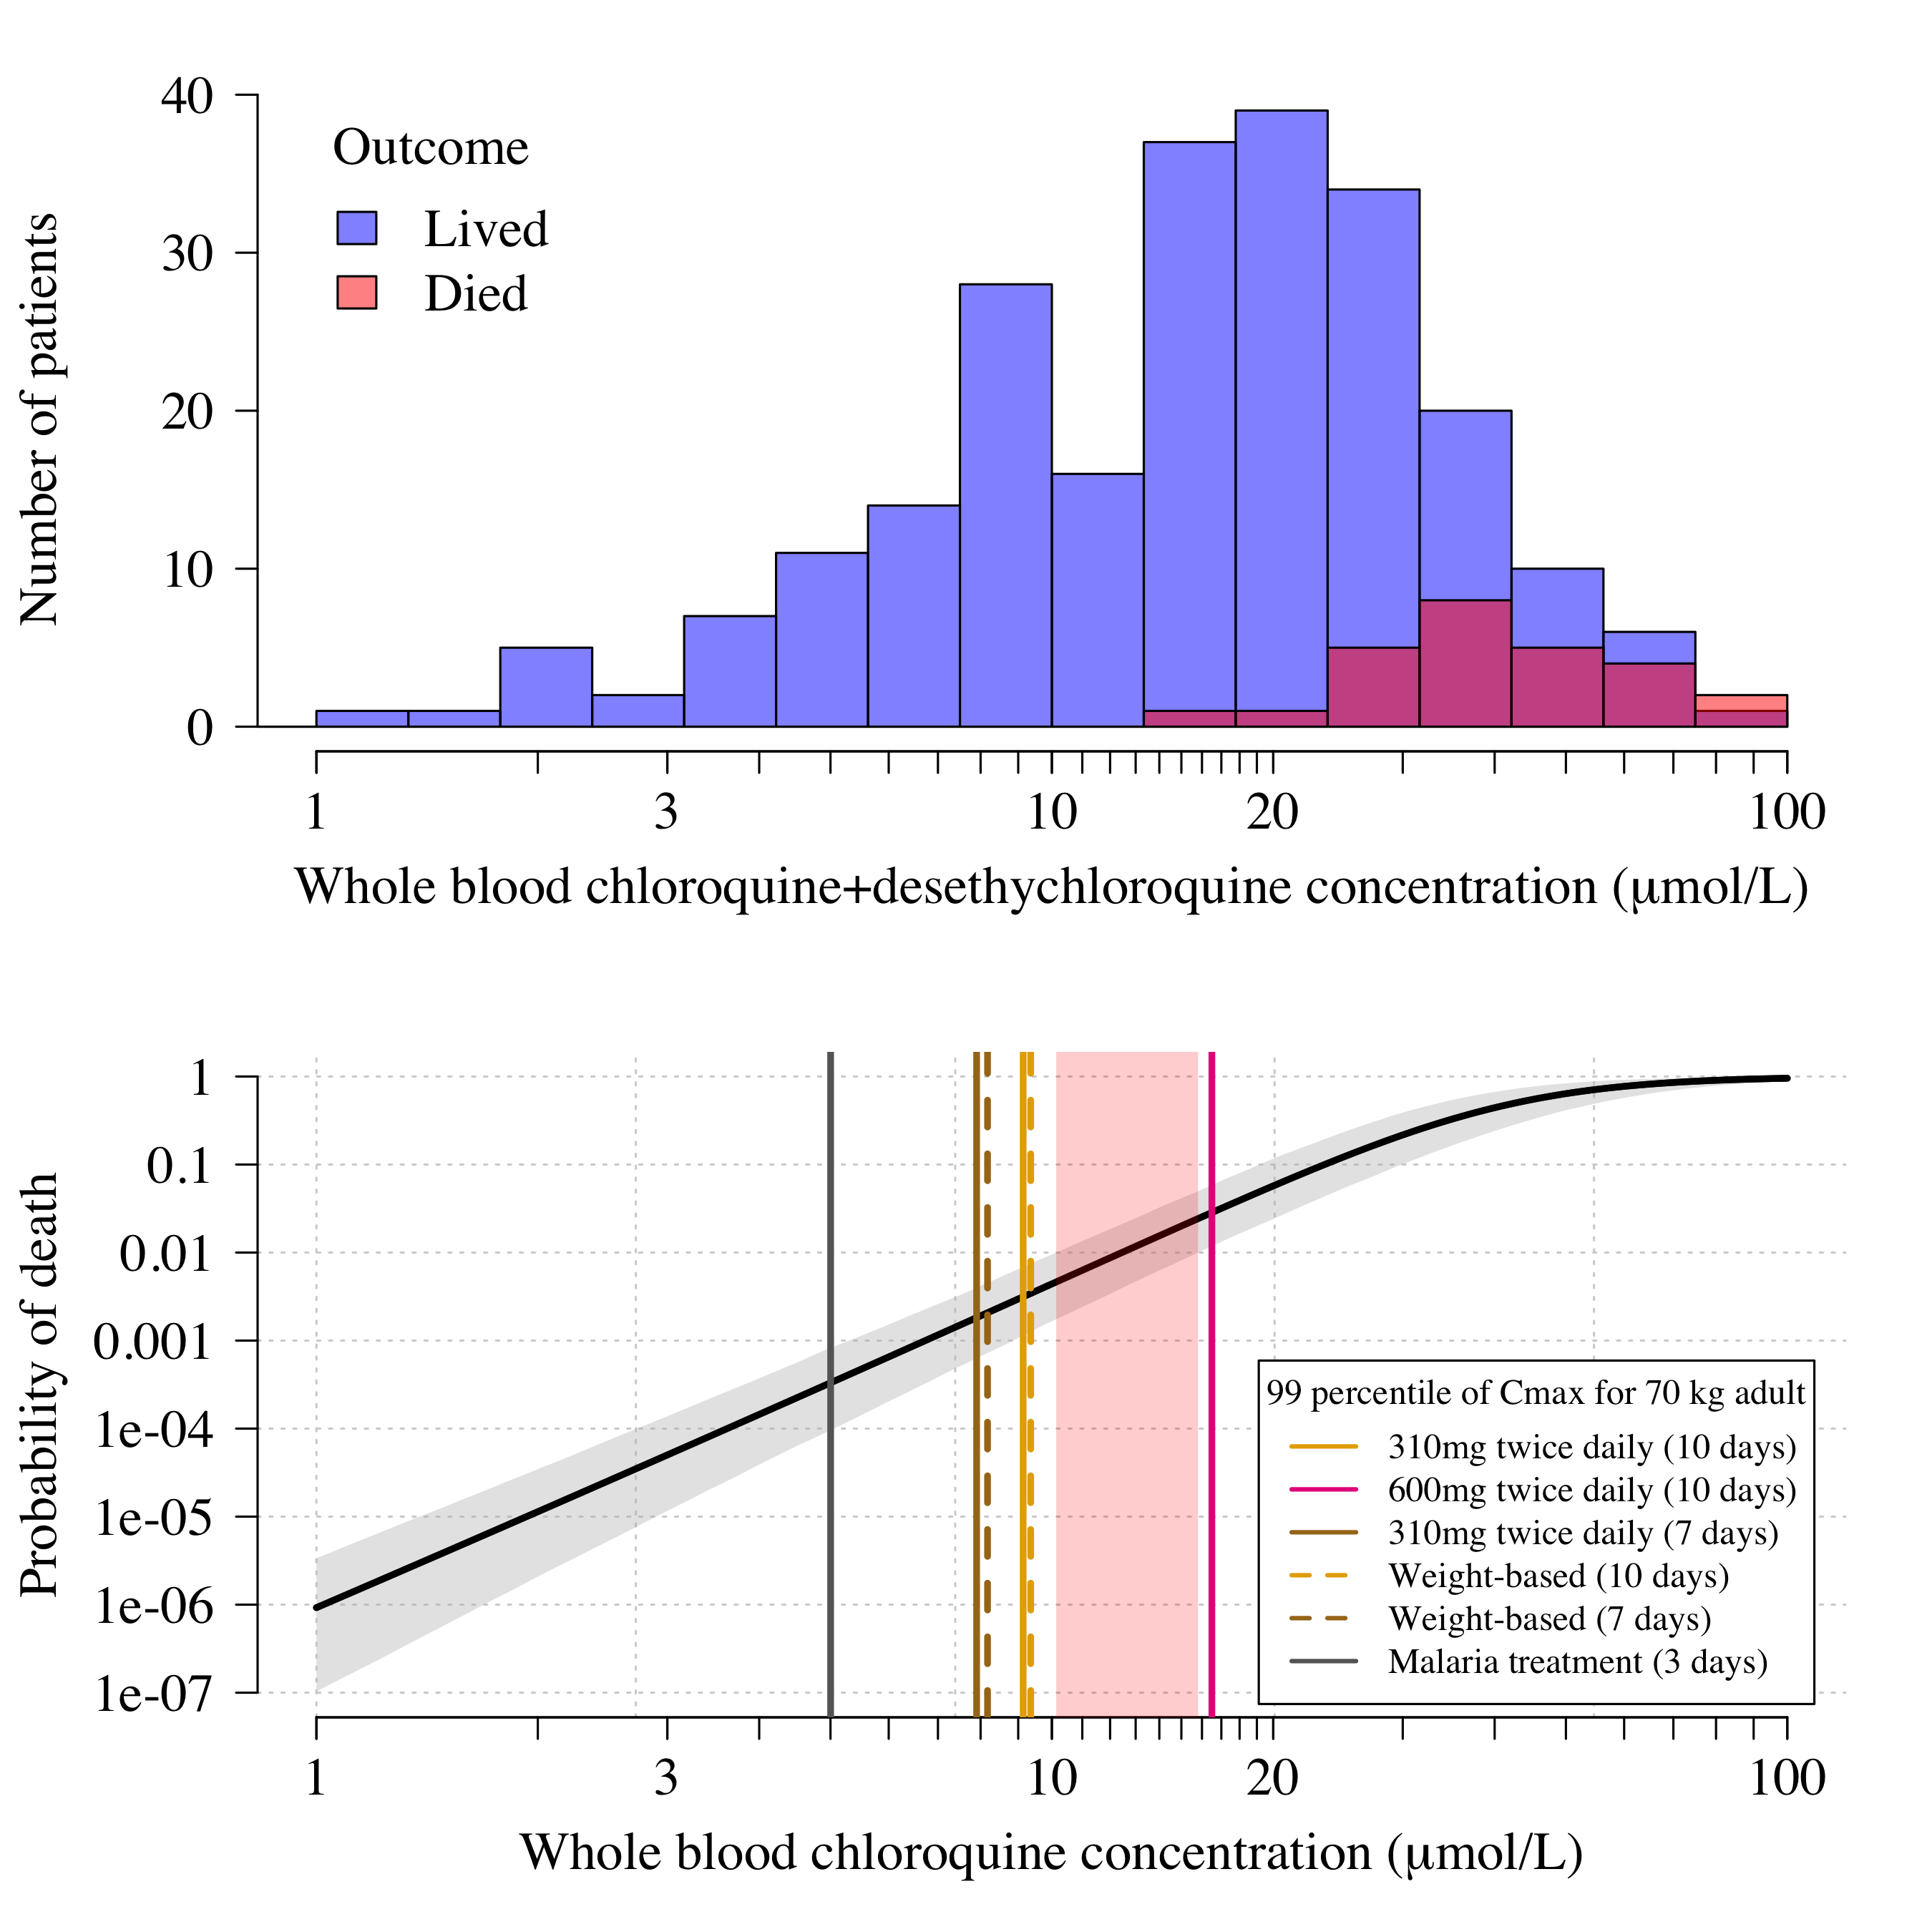 40
30
20
10
0
Number of patients
Outcome
Lived
Died
1 3 10 20 100
Whole blood chloroquine+desethychloroquine concentration (μmol/L)
1
0.1
0.01
0.001
1e-04
1e-05
1e-06
1e-07
Probability of death
99 percentile of Cmax for 70 kg adult
310mg twice daily (10 days)
600mg twice daily (10 days)
310mg twice daily (7 days)
Weight-based (10 days)
Weight-based (7 days)
Malaria treatment (3 days)
1 3 10 20 100
Whole blood chloroquine concentration (μmol/L)